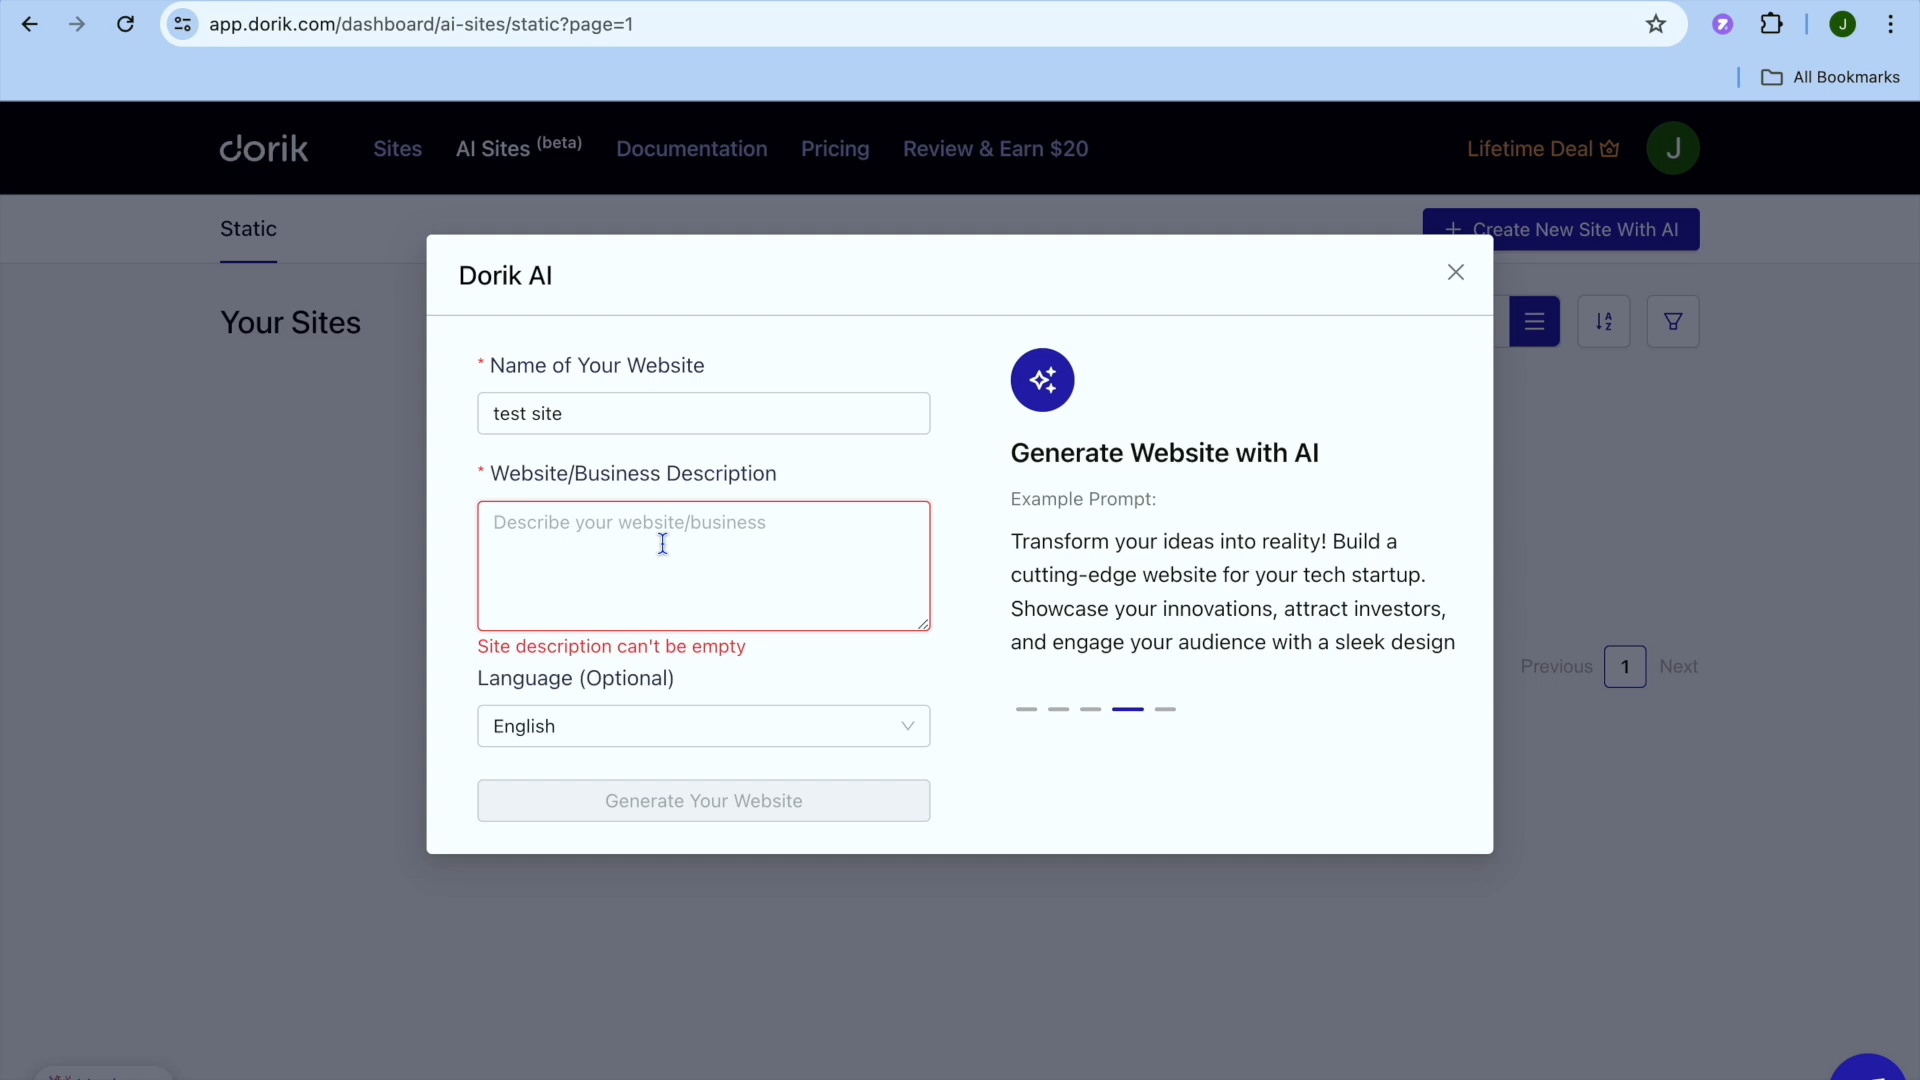 app.dorik.com/dashboard/ai-sites/static?page=1
J
All Bookmarks
dorik
Sites
AI Sites (beta)
Documentation
Pricing
Review & Earn $20
Lifetime Deal
J
Static
+ Create New Site With AI
Your Sites
Dorik AI
* Name of Your Website
test site
* Website/Business Description
Describe your website/business
Site description can't be empty
Language (Optional)
English
Generate Your Website
Generate Website with AI
Example Prompt:
Transform your ideas into reality! Build a
cutting-edge website for your tech startup.
Showcase your innovations, attract investors,
and engage your audience with a sleek design
Previous
1
Next